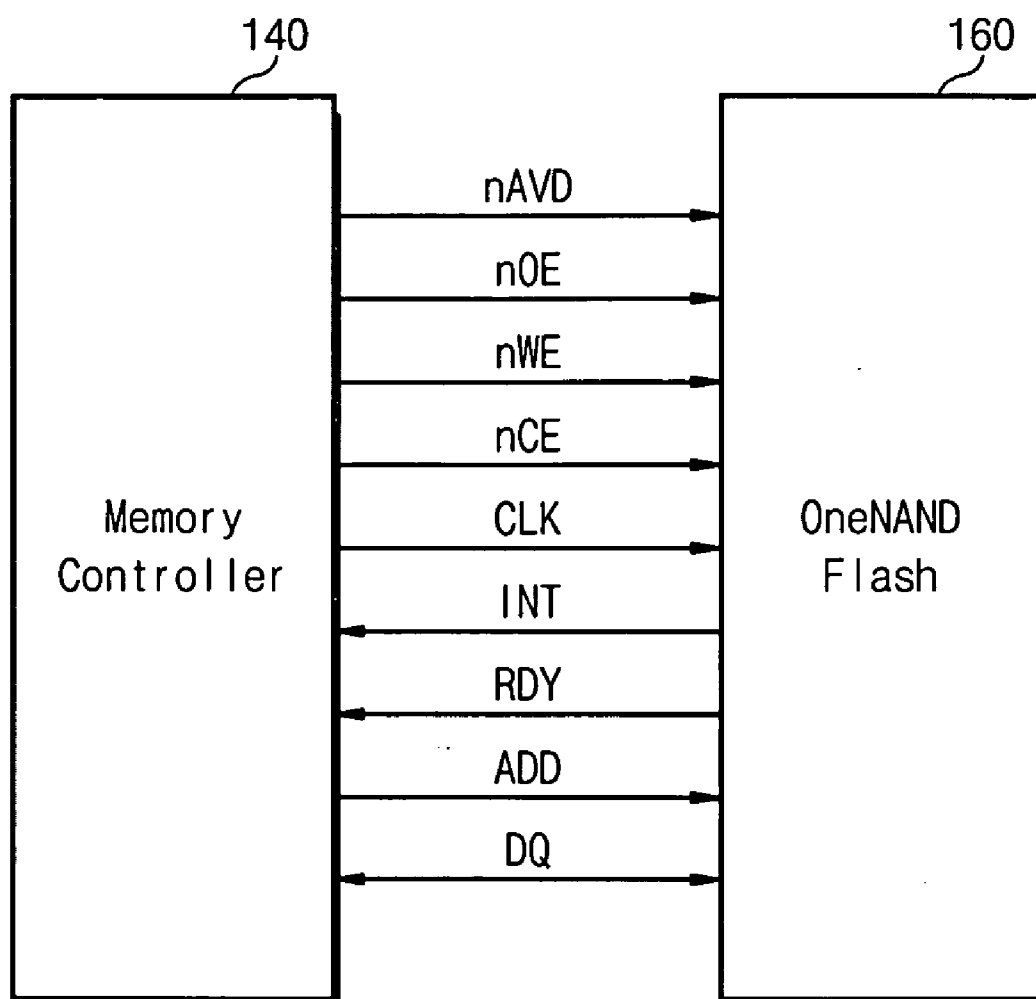 140
160
nAVD
nOE
nWE
nCE
CLK
INT
RDY
ADD
DQ
Memory
Controller
OneNAND
Flash